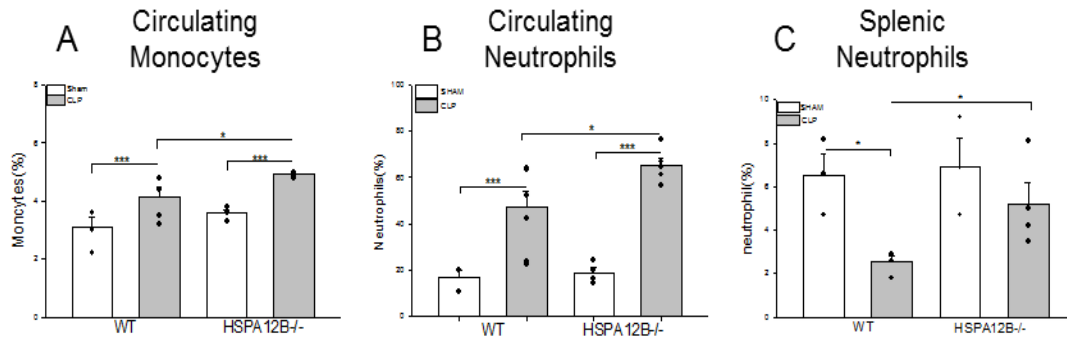 A
Circulating
Monocytes
8
6
4
2
0
Moncytes(%)
Sham
CLP
***
***
*
WT
HSPA12B-/-
B
Circulating
Neutrophils
100
80
60
40
20
0
Neutrophils(%)
SHAM
CLP
***
***
*
WT
HSPA12B-/-
C
Splenic
Neutrophils
10
8
6
4
2
0
neutrophil(%)
SHAM
CLP
*
*
WT
HSPA12B-/-